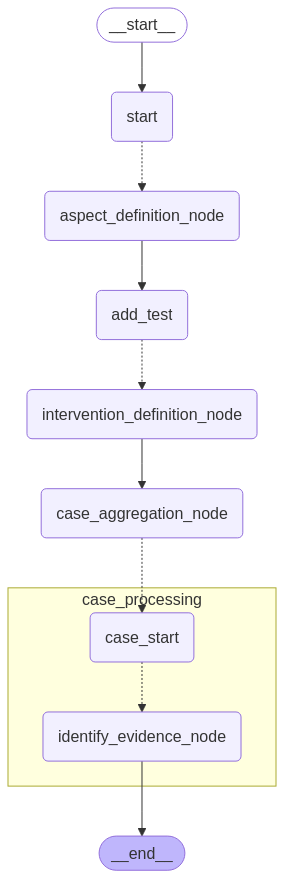 __start__
start
aspect_definition_node
add_test
intervention_definition_node
case_aggregation_node
case_processing
case_start
identify_evidence_node
__end__